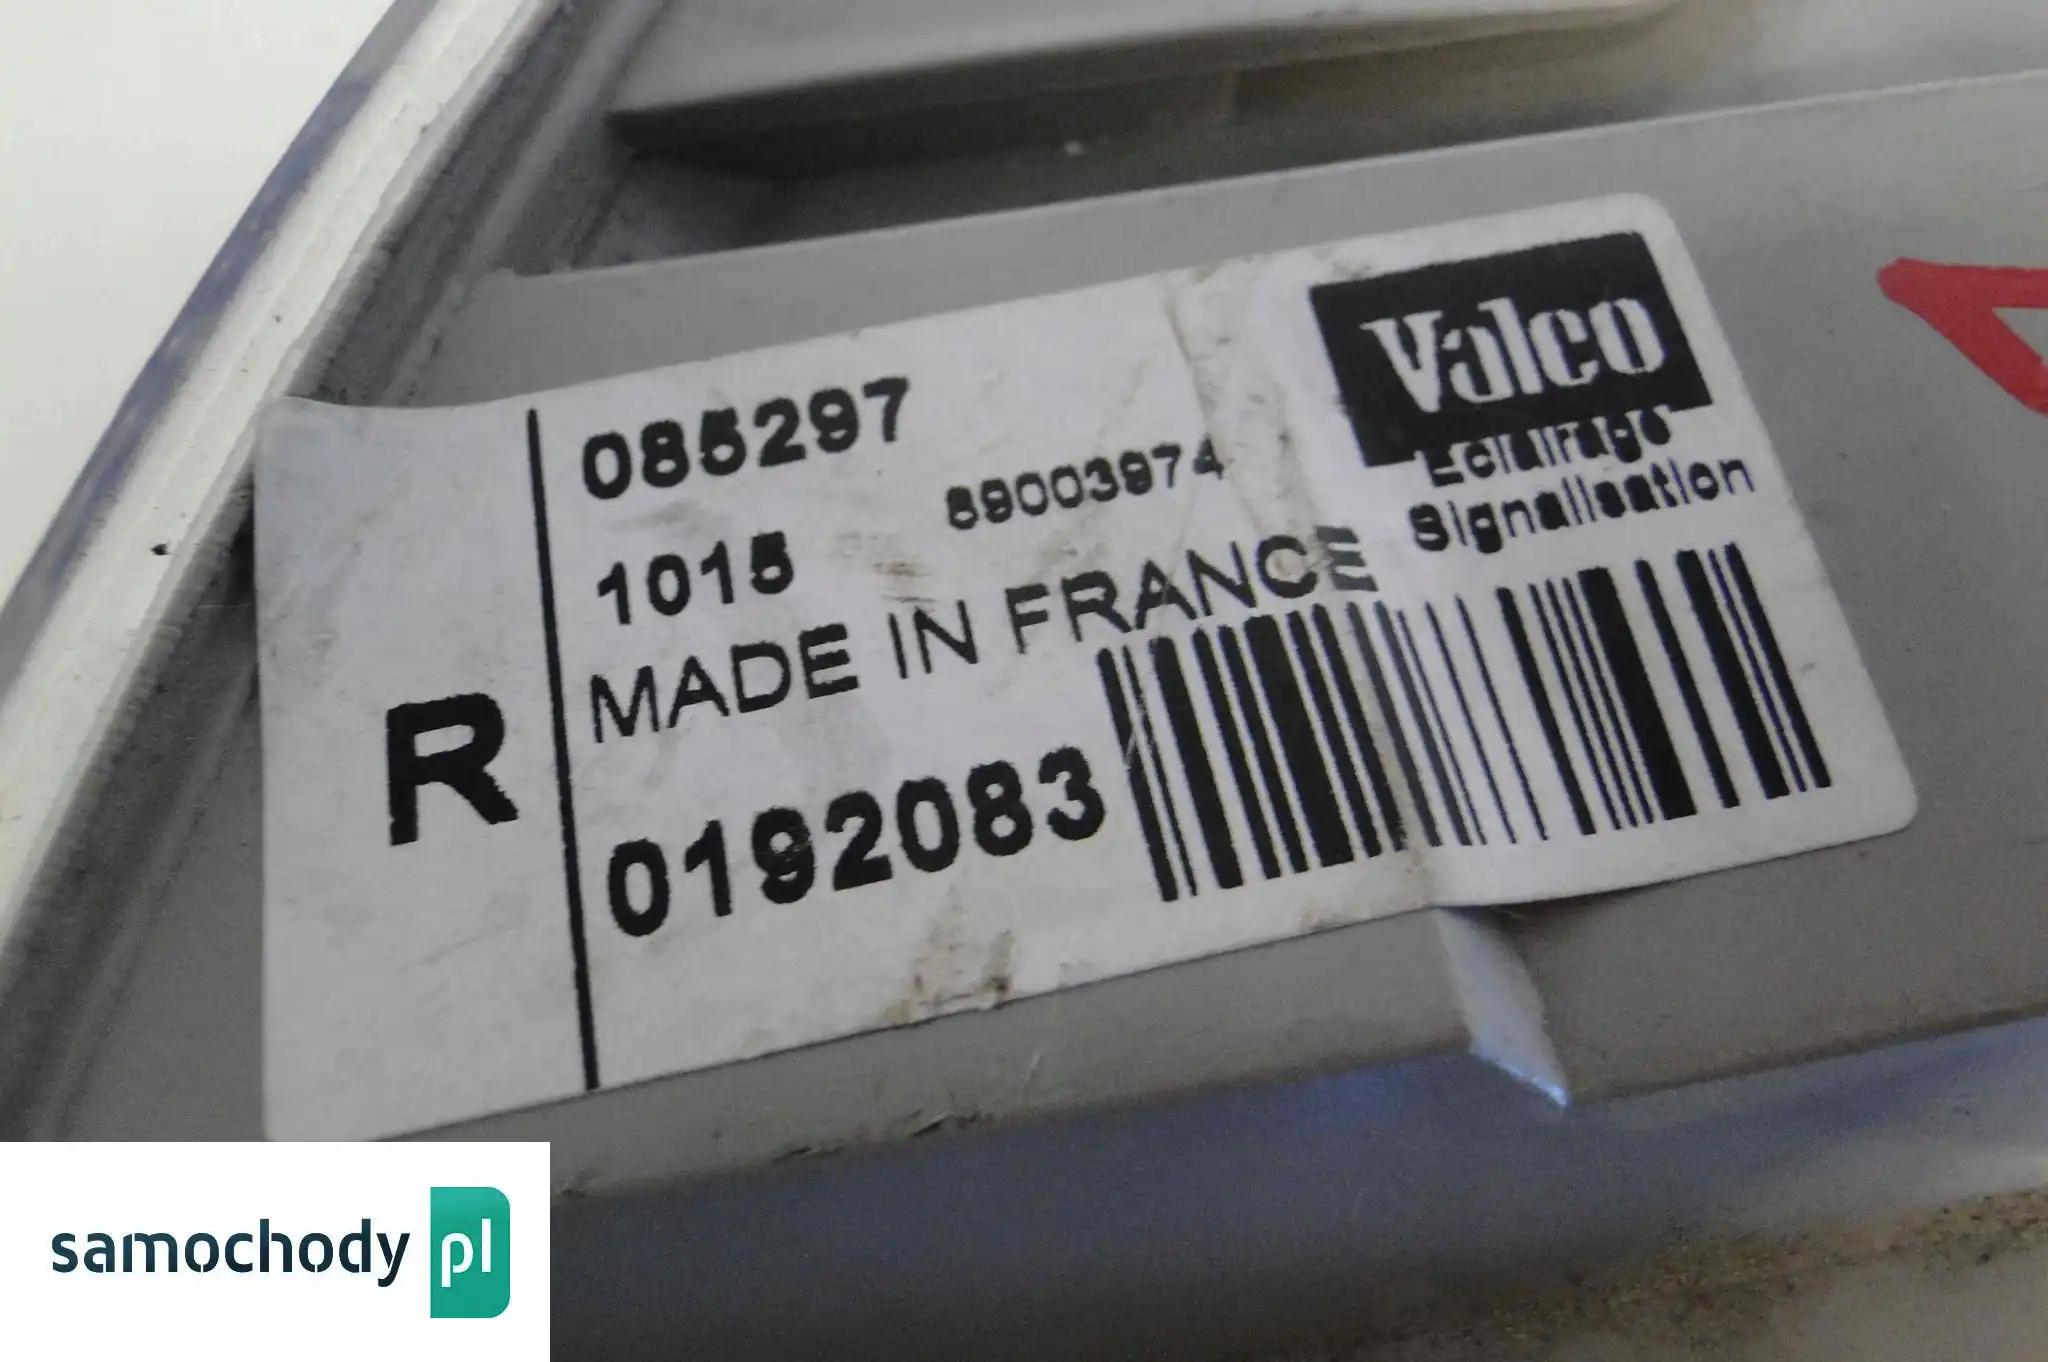 085297
Valeo
Eclairage
Signalisation
1015
89003974
MADE IN FRANCE
R
0192083
samochody pl